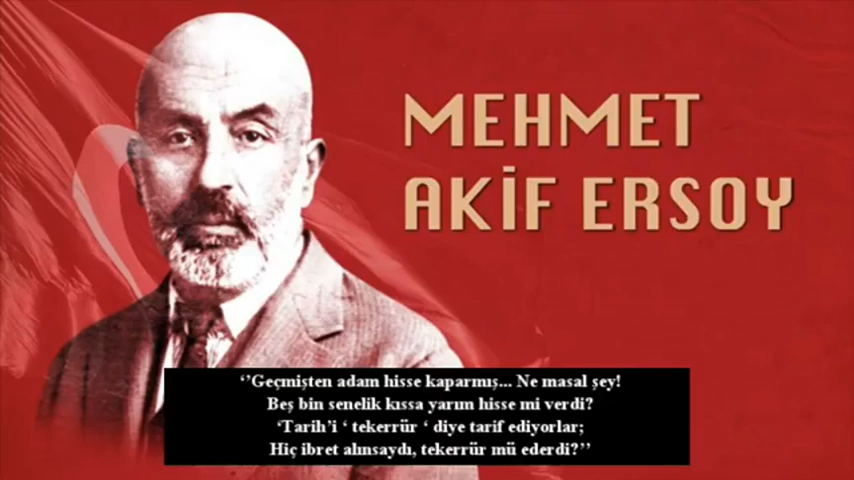 MEHMET
AKİF ERSOY
‘’Geçmişten adam hisse kaparmış... Ne masal şey!
Beş bin senelik kıssa yarım hisse mi verdi?
‘Tarih’i ‘ tekerrür ‘ diye tarif ediyorlar;
Hiç ibret alınsaydı, tekerrür mü ederdi?’’